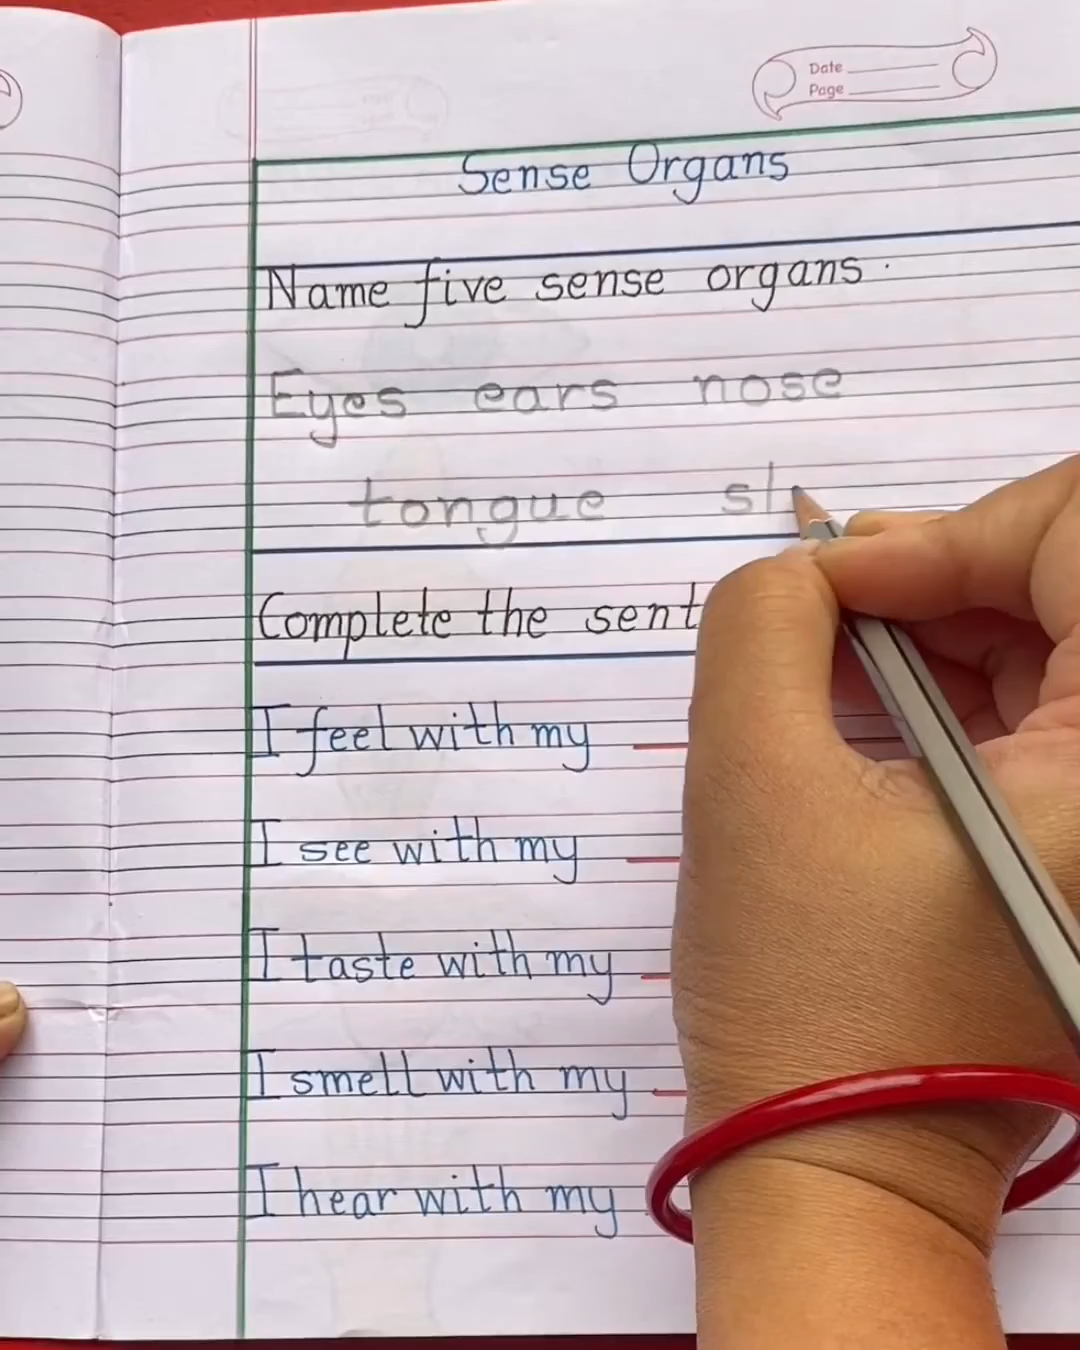 Date
Page
Sense Organs
Name five sense organs.
Eyes ears nose
tongue
Complete the sent
I feel with my
I see with my
I taste with my
I smell with my
I hear with my